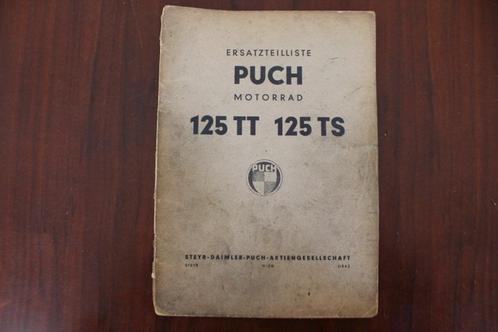 ERSATZTEILLISTE
PUCH
MOTORRAD
125 TT 125 TS
PUCH
STEYR-DAIMLER-PUCH-AKTIENGESELLSCHAFT
STEYR WIEN GRAZ